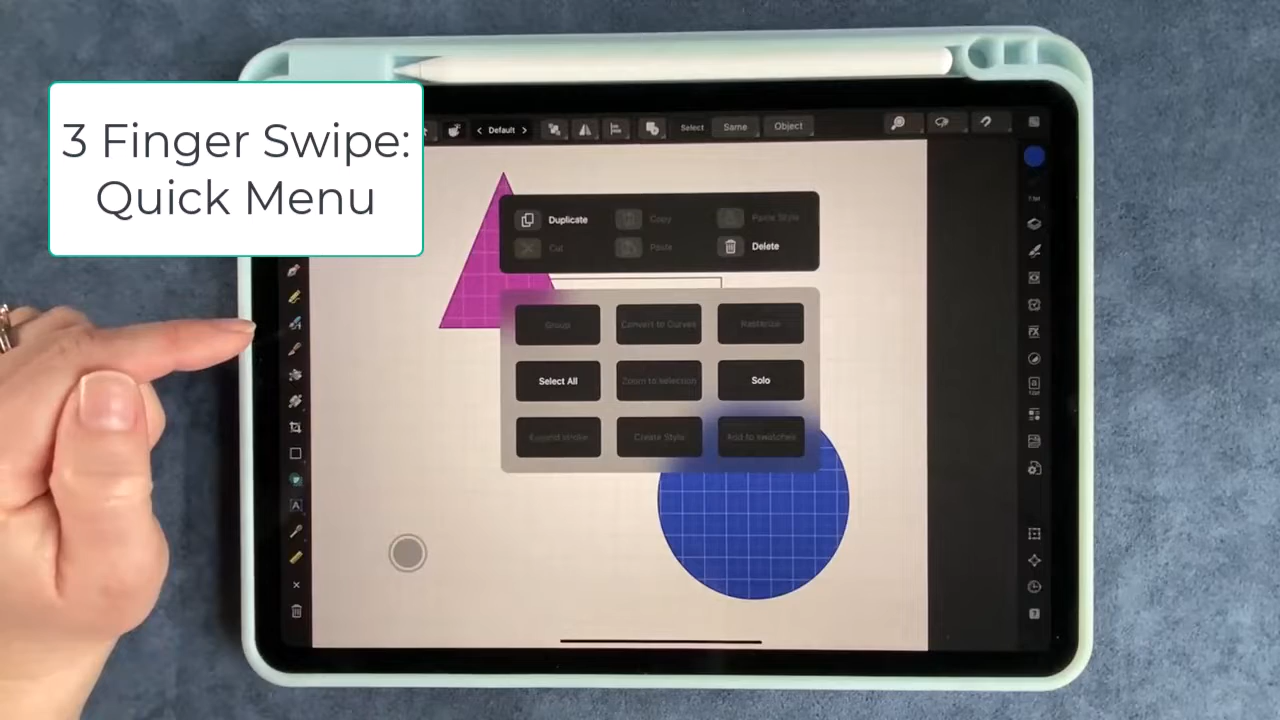 3 Finger Swipe:
Quick Menu
Default
Select
Same
Object
Duplicate
Copy
Paste Style
Cut
Paste
Delete
Group
Convert to Curves
Rasterise
Select All
Zoom to selection
Solo
Expand stroke
Create Style
Add to swatches
A